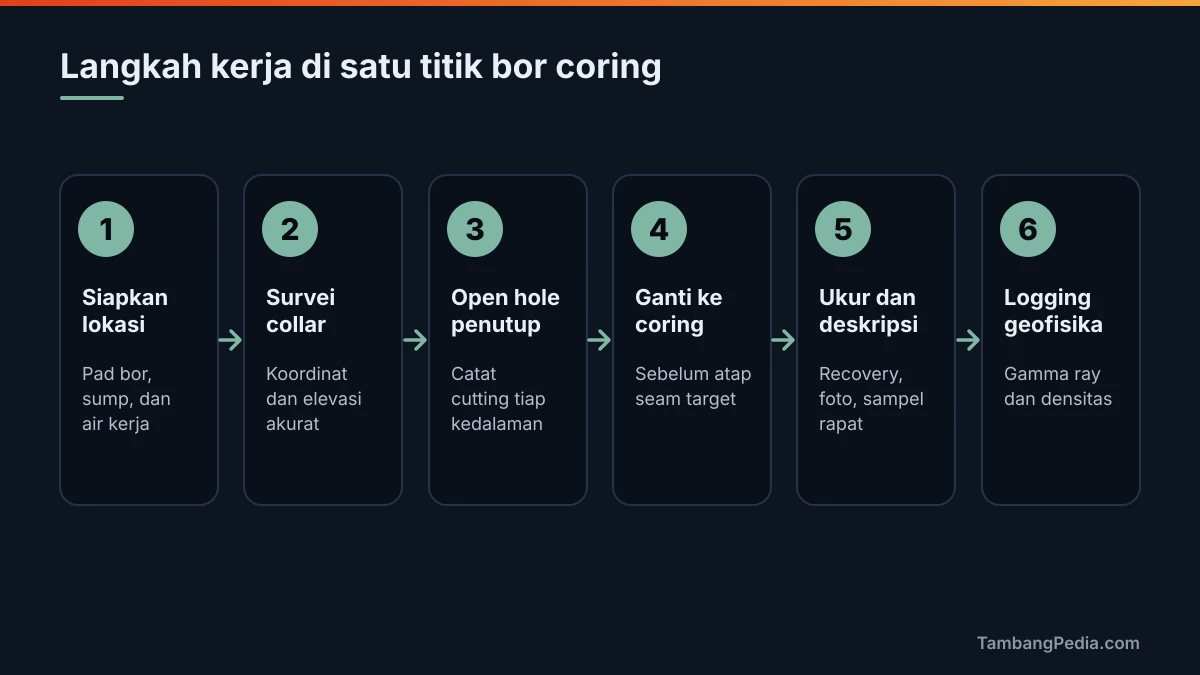 Langkah kerja di satu titik bor coring
1
Siapkan
lokasi
Pad bor,
sump, dan
air kerja
2
Survei
collar
Koordinat
dan elevasi
akurat
3
Open hole
penutup
Catat
cutting tiap
kedalaman
4
Ganti ke
coring
Sebelum atap
seam target
5
Ukur dan
deskripsi
Recovery,
foto, sampel
rapat
6
Logging
geofisika
Gamma ray
dan densitas
TambangPedia.com